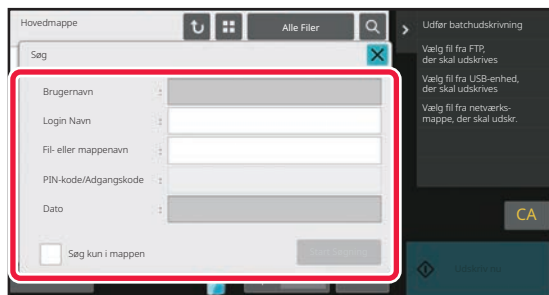 Hovedmappe
Alle Filer
Søg
Brugernavn :
Login Navn :
Fil- eller mappenavn :
PIN-kode/Adgangskode :
Dato :
Søg kun i mappen
Start Søgning
Udfør batchudskrivning
Vælg fil fra FTP,
der skal udskrives
Vælg fil fra USB-enhed,
der skal udskrives
Vælg fil fra netværks-
mappe, der skal udskr.
CA